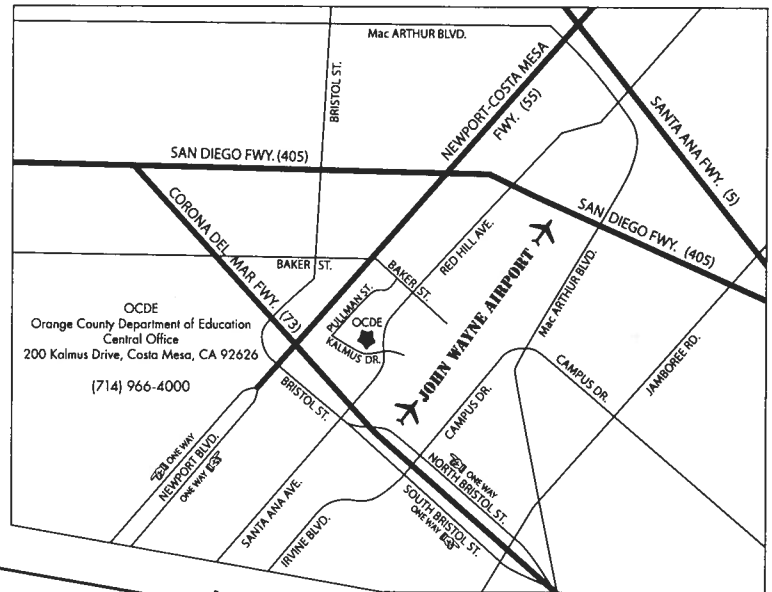 Mac ARTHUR BLVD.
BRISTOL ST.
NEWPORT-COSTA MESA
FWY. (55)
SANTA ANA FWY. (5)
SAN DIEGO FWY. (405)
CORONA DEL MAR FWY. (73)
RED HILL AVE.
SAN DIEGO FWY. (405)
BAKER ST.
BAKER ST.
PULLMAN ST.
OCDE
KALMUS DR.
JOHN WAYNE AIRPORT
Mac ARTHUR BLVD.
JAMBOREE RD.
OCDE
Orange County Department of Education
Central Office
200 Kalmus Drive, Costa Mesa, CA 92626
(714) 966-4000
BRISTOL ST.
CAMPUS DR.
CAMPUS DR.
ONE WAY
NEWPORT BLVD.
ONE WAY
SANTA ANA AVE.
IRVINE BLVD.
ONE WAY
NORTH BRISTOL ST.
SOUTH BRISTOL ST.
ONE WAY